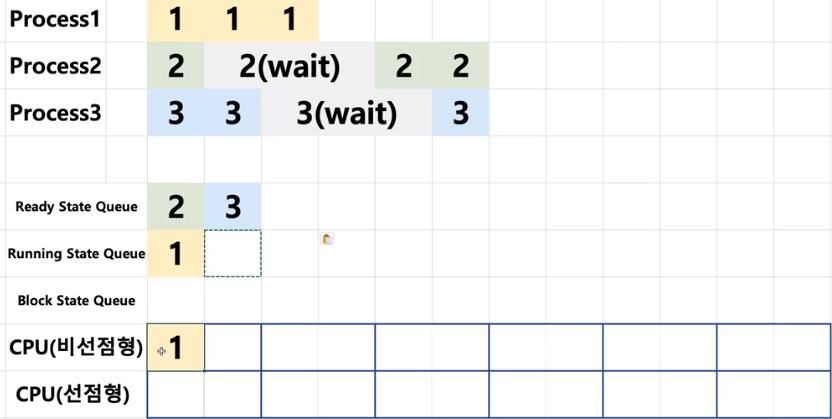 Process1 1 1 1
Process2 2 2(wait) 2 2
Process3 3 3 3(wait) 3
Ready State Queue 2 3
Running State Queue 1
Block State Queue
CPU(비선점형) 1
CPU(선점형)